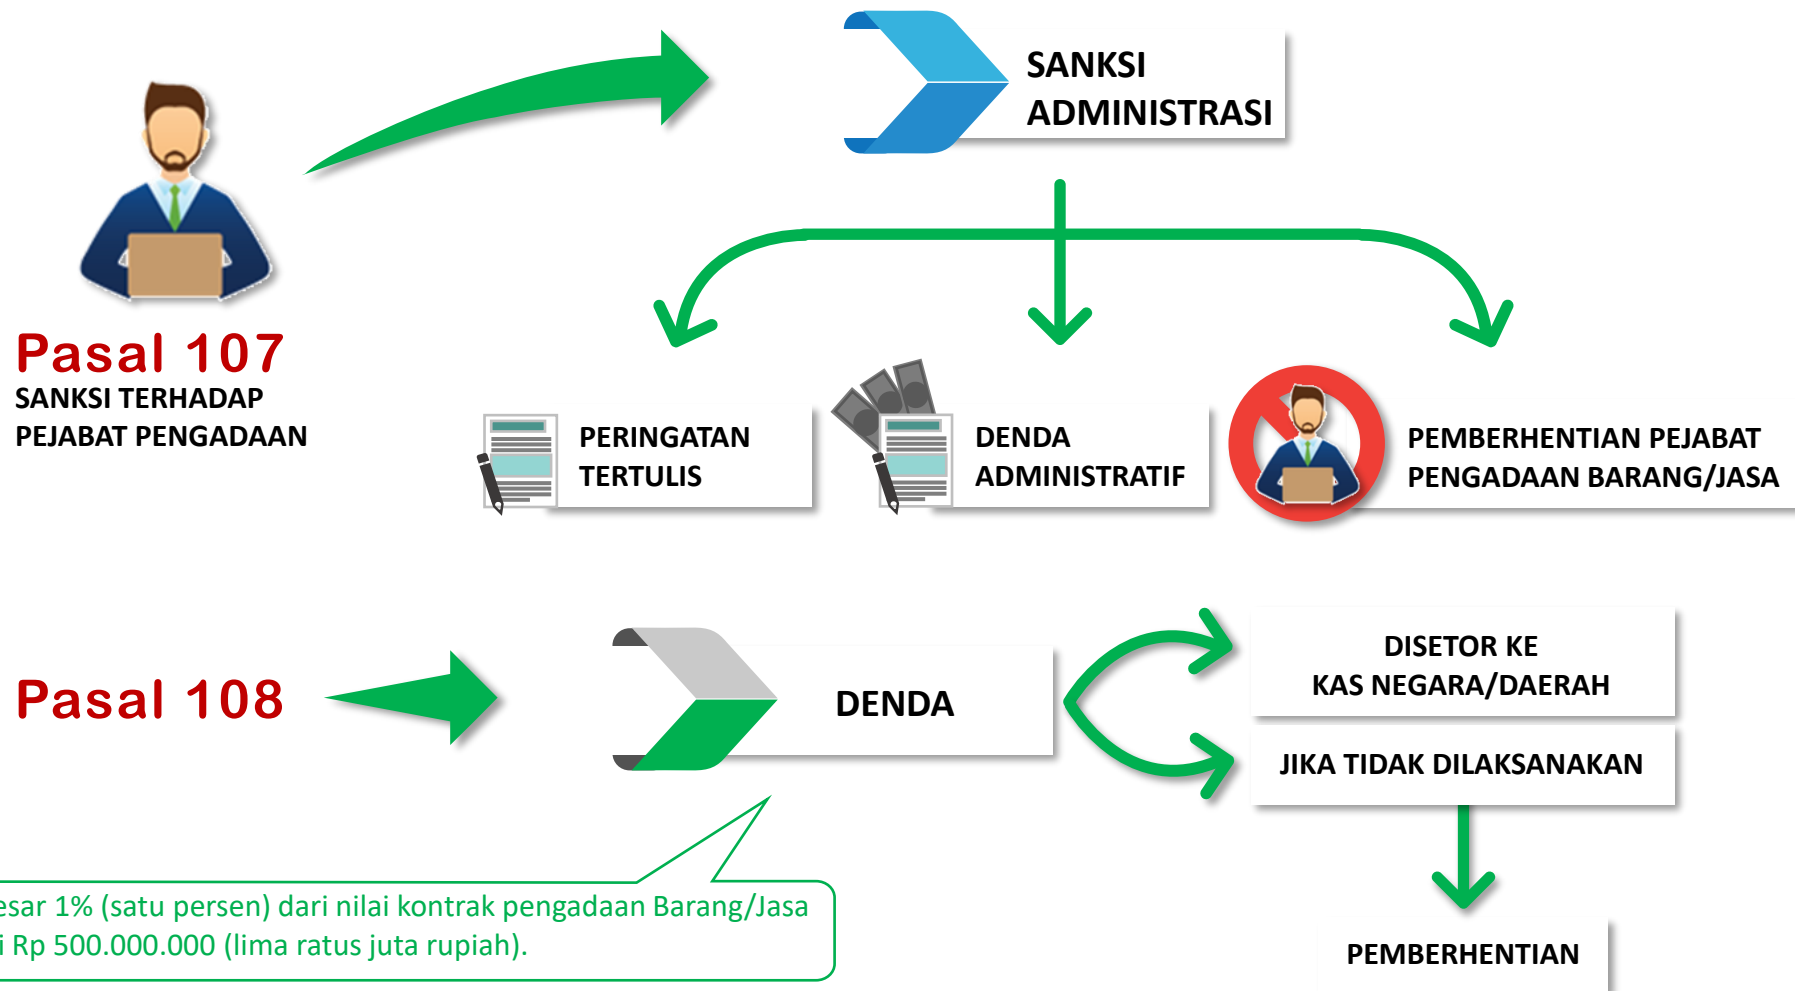 SANKSI
ADMINISTRASI
Pasal 107
SANKSI TERHADAP
PEJABAT PENGADAAN
PERINGATAN
TERTULIS
DENDA
ADMINISTRATIF
PEMBERHENTIAN PEJABAT
PENGADAAN BARANG/JASA
Pasal 108
DENDA
DISETOR KE
KAS NEGARA/DAERAH
JIKA TIDAK DILAKSANAKAN
1% (satu persen) dari nilai kontrak pengadaan Barang/Jasa
Rp 500.000.000 (lima ratus juta rupiah).
PEMBERHENTIAN